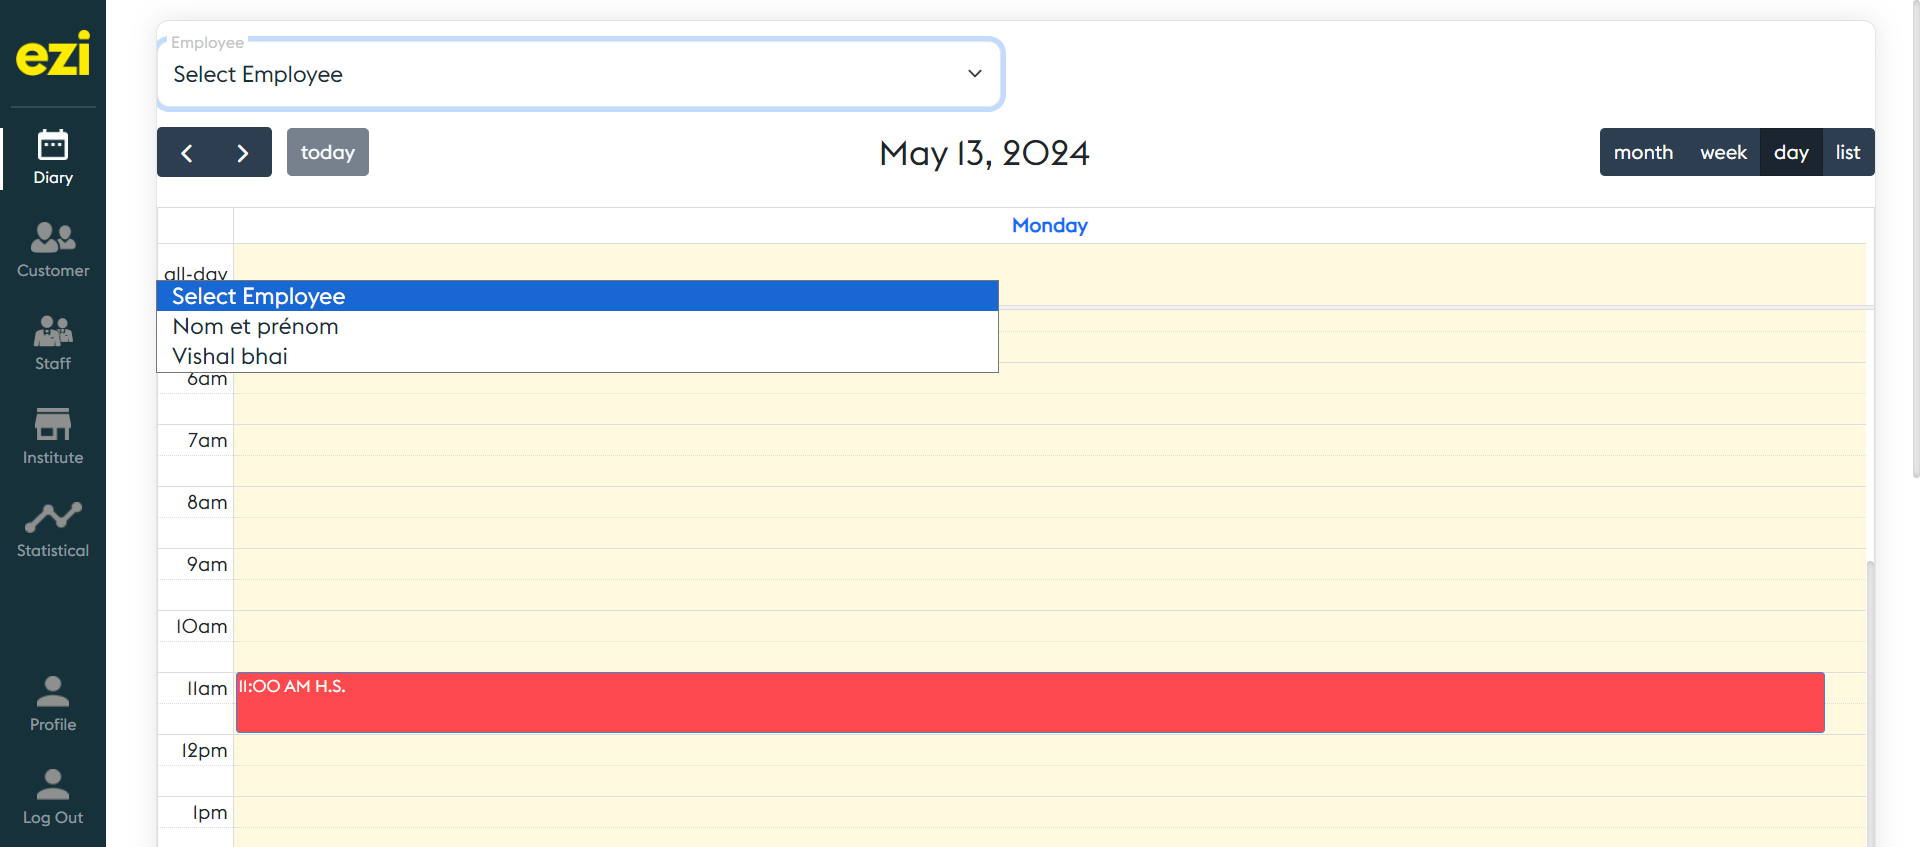 ezi
Diary
Customer
Staff
Institute
Statistical
Profile
Log Out
Employee
Select Employee
today
May 13, 2024
month week day list
Monday
all-day
Select Employee
Nom et prénom
Vishal bhai
6am
7am
8am
9am
10am
11am
11:00 AM H.S.
12pm
1pm